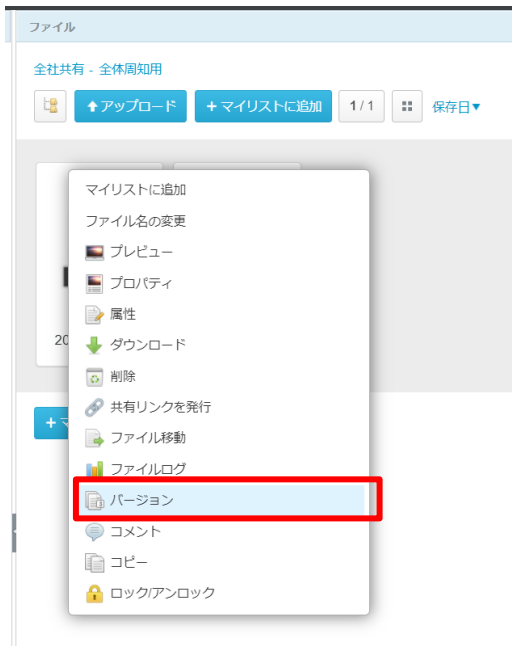 ファイル
全社共有 - 全体周知用
アップロード +マイリストに追加 1/1 保存日▼
マイリストに追加
ファイル名の変更
プレビュー
プロパティ
属性
20
ダウンロード
削除
共有リンクを発行
ファイル移動
+マ
ファイルログ
バージョン
コメント
コピー
ロック/アンロック